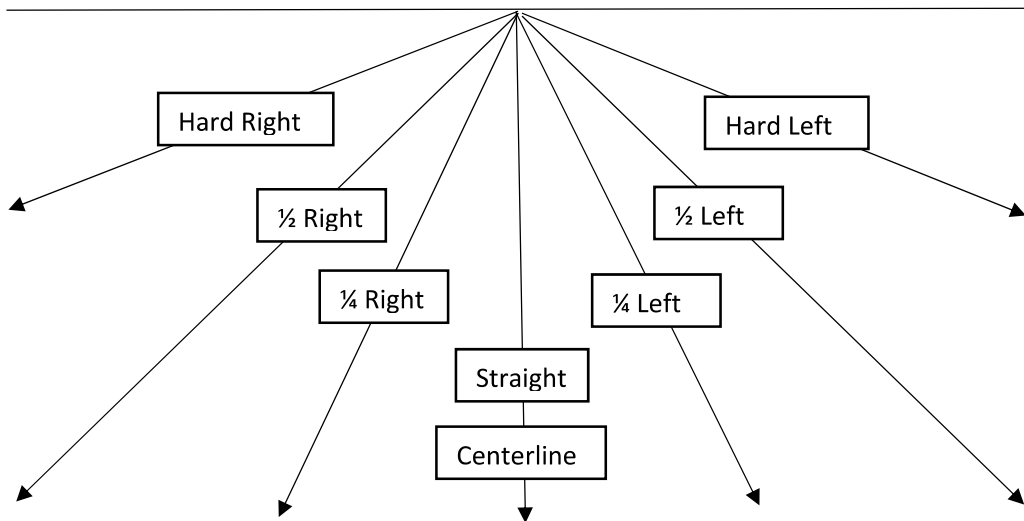 Hard Right
Hard Left
½ Right
½ Left
¼ Right
¼ Left
Straight
Centerline